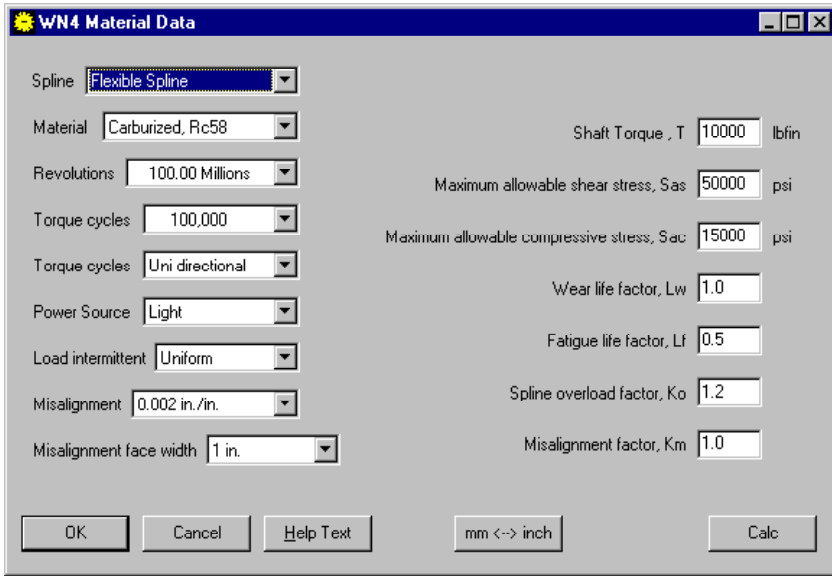 WN4 Material Data
Spline Flexible Spline
Material Carburized, Rc58
Revolutions 100.00 Millions
Torque cycles 100,000
Torque cycles Uni directional
Power Source Light
Load intermittent Uniform
Misalignment 0.002 in./in.
Misalignment face width 1 in.
Shaft Torque , T 10000 lbfin
Maximum allowable shear stress, Sas 50000 psi
Maximum allowable compressive stress, Sac 15000 psi
Wear life factor, Lw 1.0
Fatigue life factor, Lf 0.5
Spline overload factor, Ko 1.2
Misalignment factor, Km 1.0
OK Cancel Help Text mm <--> inch Calc